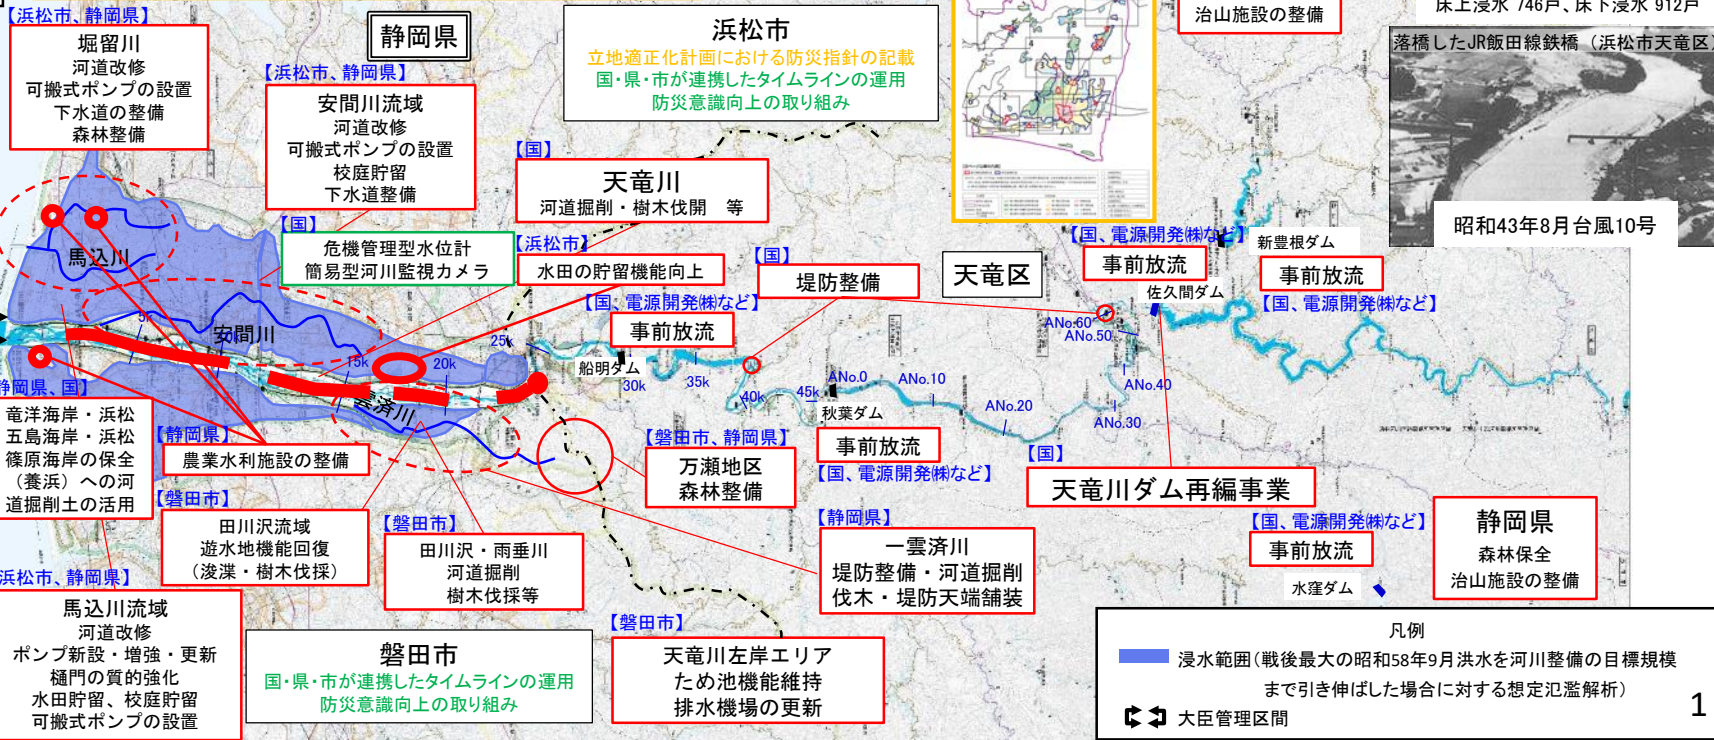 【浜松市、静岡県】
堀留川
河道改修
可搬式ポンプの設置
下水道の整備
森林整備
静岡県
【浜松市、静岡県】
安間川流域
河道改修
可搬式ポンプの設置
校庭貯留
下水道整備
浜松市
立地適正化計画における防災指針の記載
国・県・市が連携したタイムラインの運用
防災意識向上の取り組み
治山施設の整備
床上浸水 746戸、床下浸水 912戸
落橋したJR飯田線鉄橋（浜松市天竜区）
昭和43年8月台風10号
【国】
天竜川
河道掘削・樹木伐開　等
【国】
危機管理型水位計
簡易型河川監視カメラ
【浜松市】
水田の貯留機能向上
【国】
堤防整備
天竜区
【国、電源開発㈱など】
事前放流
新豊根ダム
事前放流
【国、電源開発㈱など】
佐久間ダム
【国、電源開発㈱など】
事前放流
船明ダム
馬込川
安間川
一雲済川
5k
10k
15k
20k
25k
30k
35k
40k
45k
ANo.0
ANo.10
ANo.20
ANo.30
ANo.40
ANo.50
ANo.60
秋葉ダム
事前放流
【国、電源開発㈱など】
静岡県、国】
竜洋海岸・浜松
五島海岸・浜松
篠原海岸の保全
（養浜）への河
道掘削土の活用
【静岡県】
農業水利施設の整備
【磐田市】
田川沢流域
遊水地機能回復
（浚渫・樹木伐採）
【磐田市】
田川沢・雨垂川
河道掘削
樹木伐採等
【磐田市、静岡県】
万瀬地区
森林整備
【静岡県】
一雲済川
堤防整備・河道掘削
伐木・堤防天端舗装
【国】
天竜川ダム再編事業
【国、電源開発㈱など】
事前放流
水窪ダム
静岡県
森林保全
治山施設の整備
浜松市、静岡県】
馬込川流域
河道改修
ポンプ新設・増強・更新
樋門の質的強化
水田貯留、校庭貯留
可搬式ポンプの設置
磐田市
国・県・市が連携したタイムラインの運用
防災意識向上の取り組み
【磐田市】
天竜川左岸エリア
ため池機能維持
排水機場の更新
凡例
浸水範囲（戦後最大の昭和58年9月洪水を河川整備の目標規模
まで引き伸ばした場合に対する想定氾濫解析）
大臣管理区間
1